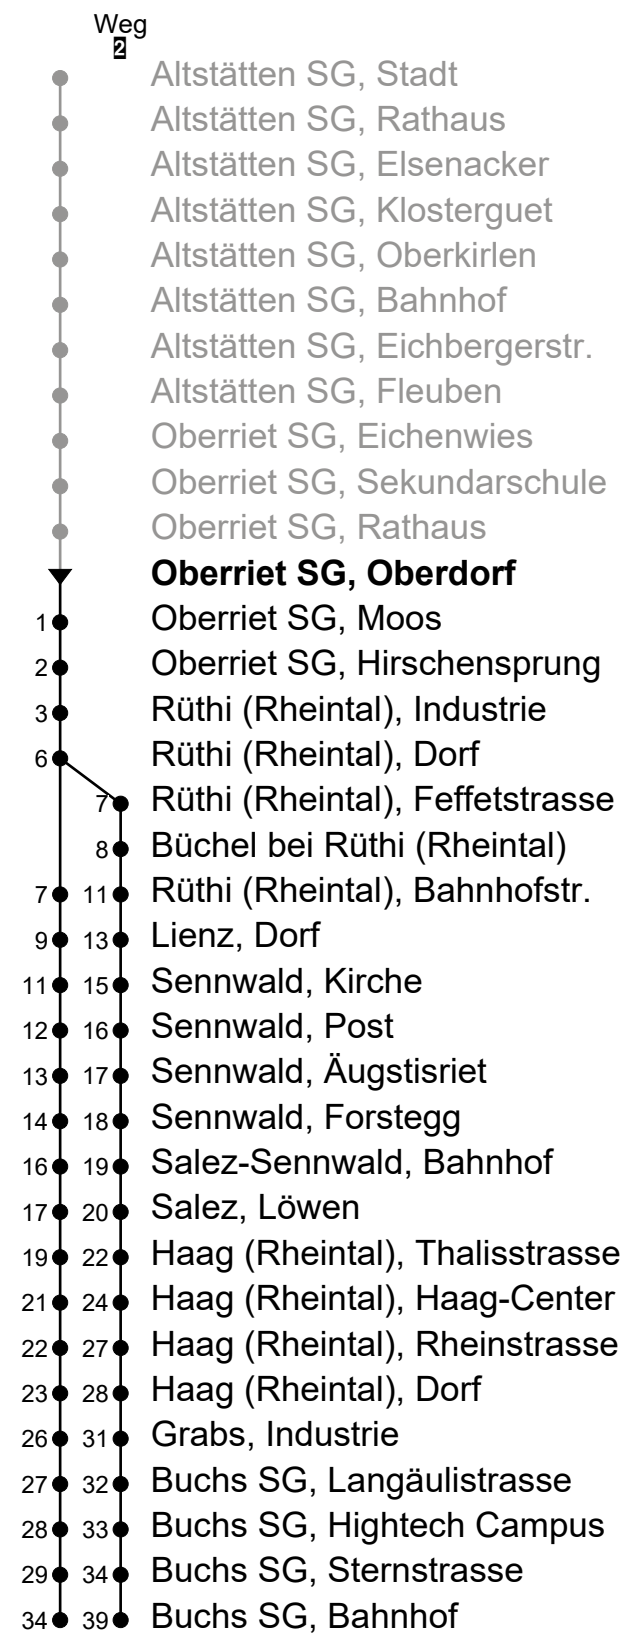 Weg
2
Altstätten SG, Stadt
Altstätten SG, Rathaus
Altstätten SG, Elsenacker
Altstätten SG, Klosterguet
Altstätten SG, Oberkirlen
Altstätten SG, Bahnhof
Altstätten SG, Eichbergerstr.
Altstätten SG, Fleuben
Oberriet SG, Eichenwies
Oberriet SG, Sekundarschule
Oberriet SG, Rathaus
Oberriet SG, Oberdorf
1 Oberriet SG, Moos
2 Oberriet SG, Hirschensprung
3 Rüthi (Rheintal), Industrie
6 Rüthi (Rheintal), Dorf
7 Rüthi (Rheintal), Feffetstrasse
8 Büchel bei Rüthi (Rheintal)
7 11 Rüthi (Rheintal), Bahnhofstr.
9 13 Lienz, Dorf
11 15 Sennwald, Kirche
12 16 Sennwald, Post
13 17 Sennwald, Äugstisriet
14 18 Sennwald, Forstegg
16 19 Salez-Sennwald, Bahnhof
17 20 Salez, Löwen
19 22 Haag (Rheintal), Thalisstrasse
21 24 Haag (Rheintal), Haag-Center
22 27 Haag (Rheintal), Rheinstrasse
23 28 Haag (Rheintal), Dorf
26 31 Grabs, Industrie
27 32 Buchs SG, Langäulistrasse
28 33 Buchs SG, Hightech Campus
29 34 Buchs SG, Sternstrasse
34 39 Buchs SG, Bahnhof